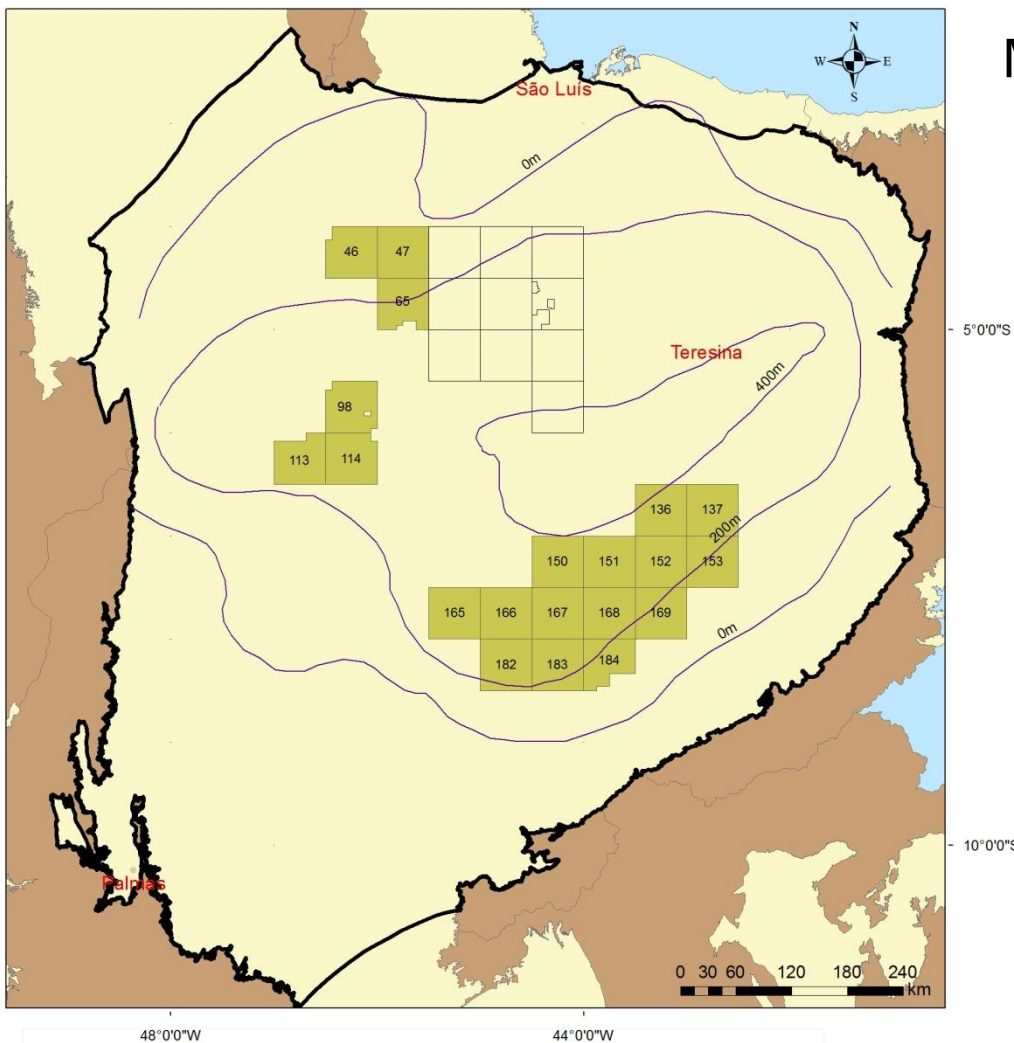 N
N
W E
S
São Luís
0m
46 47
65
5°0'0"S
Teresina
400m
98
113 114
136 137
200m
150 151 152 153
165 166 167 168 169
0m
182 183 184
10°0'0"S
Palmas
0 30 60 120 180 240
km
48°0'0"W 44°0'0"W